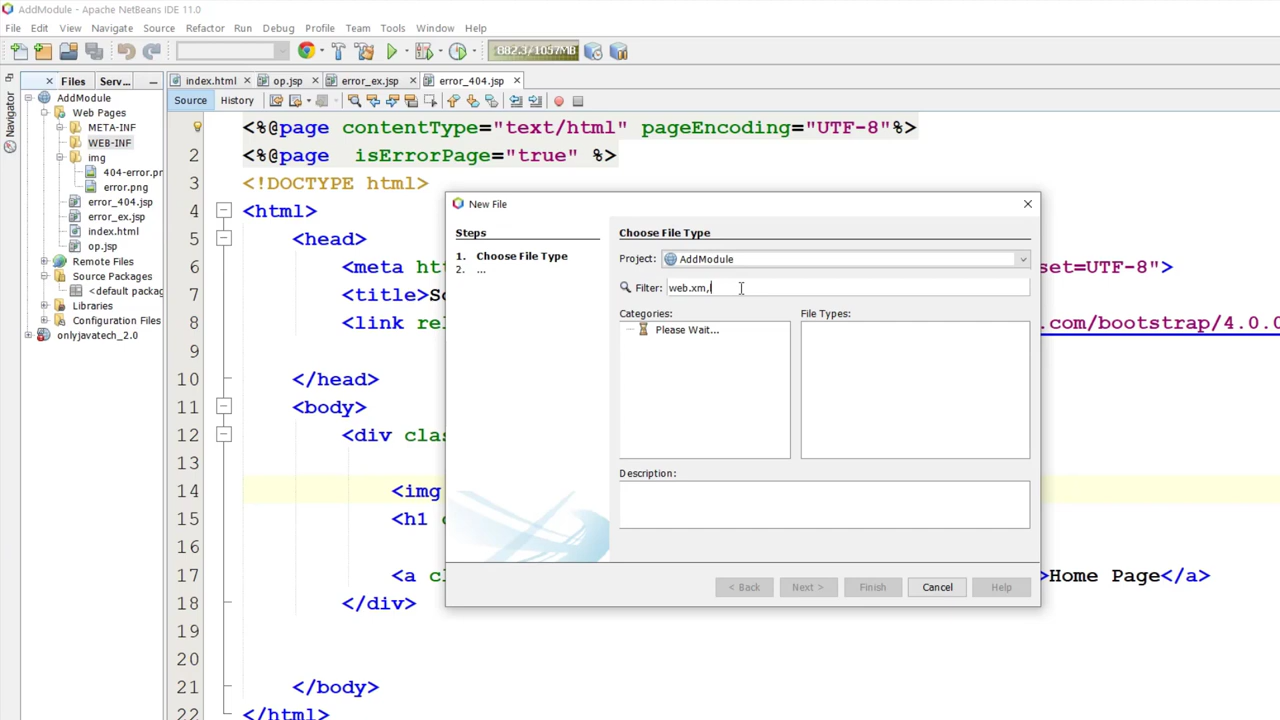 AddModule - Apache NetBeans IDE 11.0
File Edit View Navigate Source Refactor Run Debug Profile Team Tools Window Help
882.3/1057MB
Files Serv...
index.html op.jsp error_ex.jsp error_404.jsp
Source History
Navigator
AddModule
Web Pages
META-INF
WEB-INF
img
404-error.pr
error.png
error_404.jsp
error_ex.jsp
index.html
op.jsp
Remote Files
Source Packages
<default packag
Libraries
Configuration Files
onlyjavatech_2.0
<%@page contentType="text/html" pageEncoding="UTF-8"%>
2 <%@page isErrorPage="true" %>
3 <!DOCTYPE html>
4 <html>
5 <head>
6 <meta ht set=UTF-8">
7 <title>So
8 <link rel .com/bootstrap/4.0.0
9
10 </head>
11 <body>
12 <div clas
13
14 <img
15 <h1 c
16
17 <a cl >Home Page</a>
18 </div>
19
20
21 </body>
22 </html>
New File
Steps
1. Choose File Type
2. ...
Choose File Type
Project: AddModule
Filter: web.xm,l
Categories:
File Types:
Please Wait...
Description:
< Back Next > Finish Cancel Help